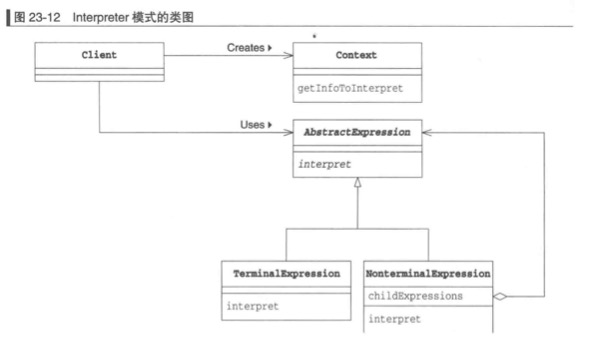 图 23-12 Interpreter 模式的类图
Client
Creates
Context
getInfoToInterpret
Uses
AbstractExpression
interpret
TerminalExpression
interpret
NonterminalExpression
childExpressions
interpret